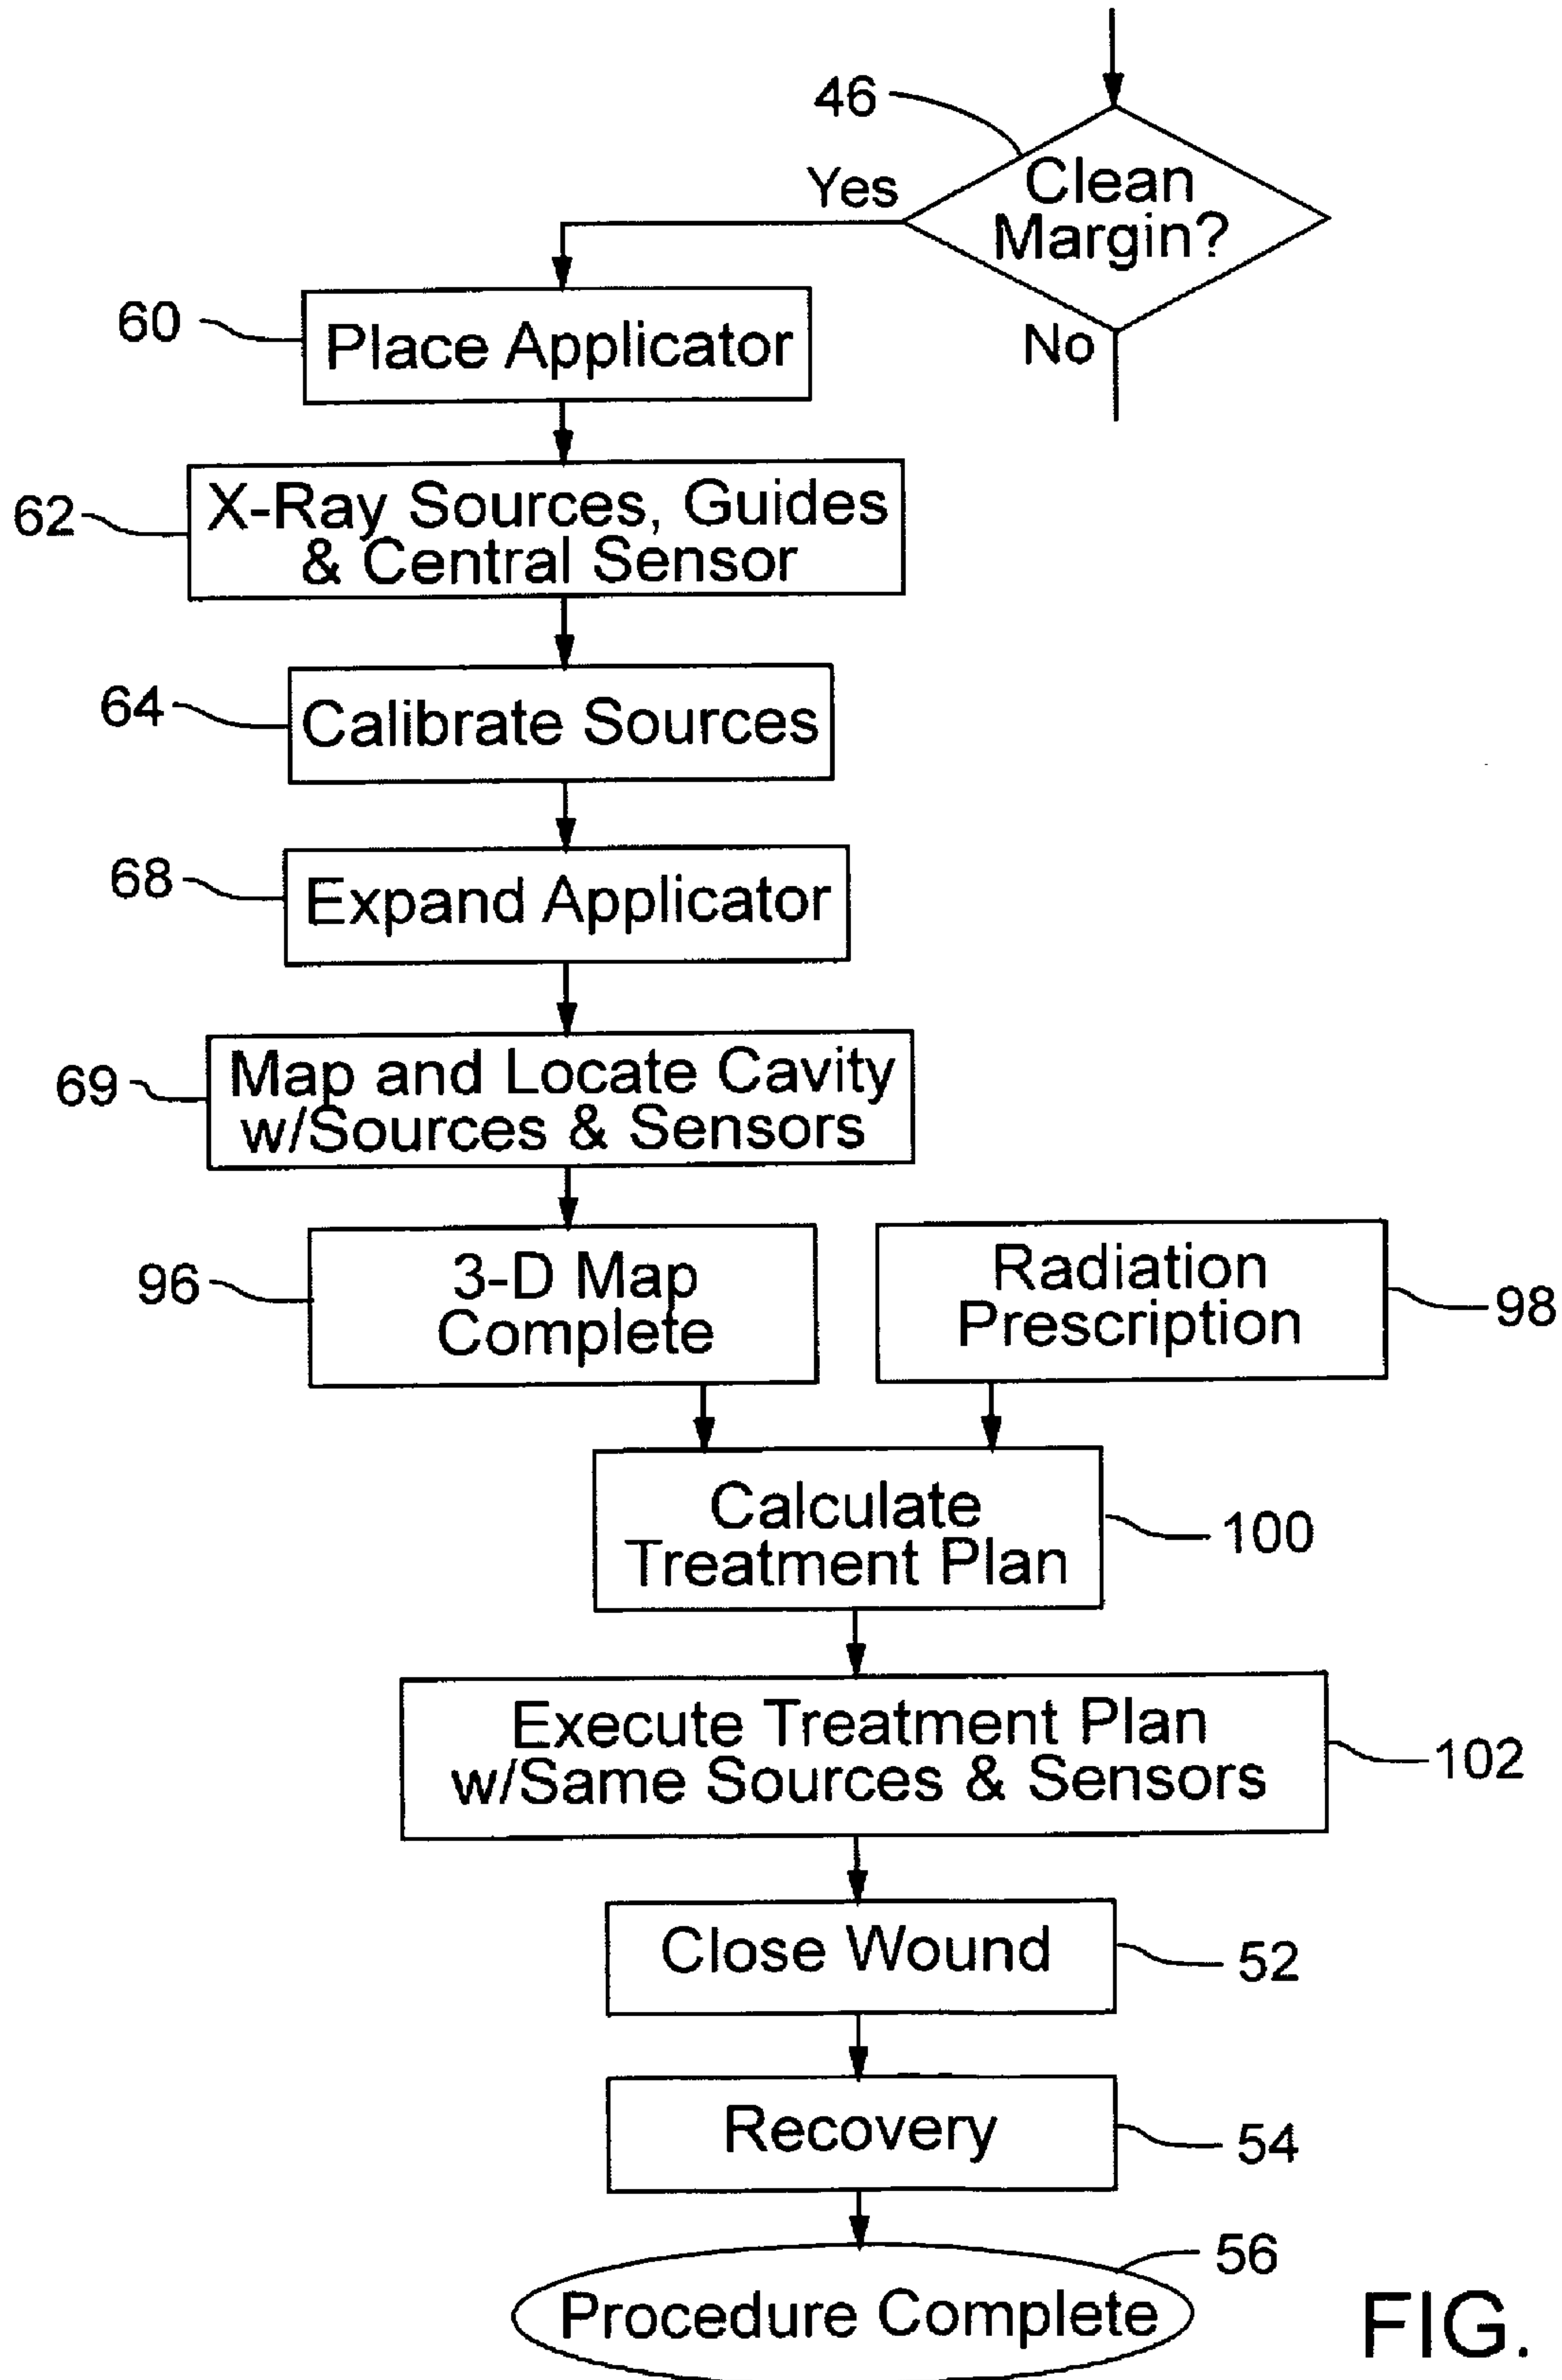 46
Yes
Clean
Margin?
No
60
Place Applicator
62
X-Ray Sources, Guides
& Central Sensor
64
Calibrate Sources
68
Expand Applicator
69
Map and Locate Cavity
w/Sources & Sensors
96
3-D Map
Complete
Radiation
Prescription
98
Calculate
Treatment Plan
100
Execute Treatment Plan
w/Same Sources & Sensors
102
Close Wound
52
Recovery
54
56
Procedure Complete
FIG.